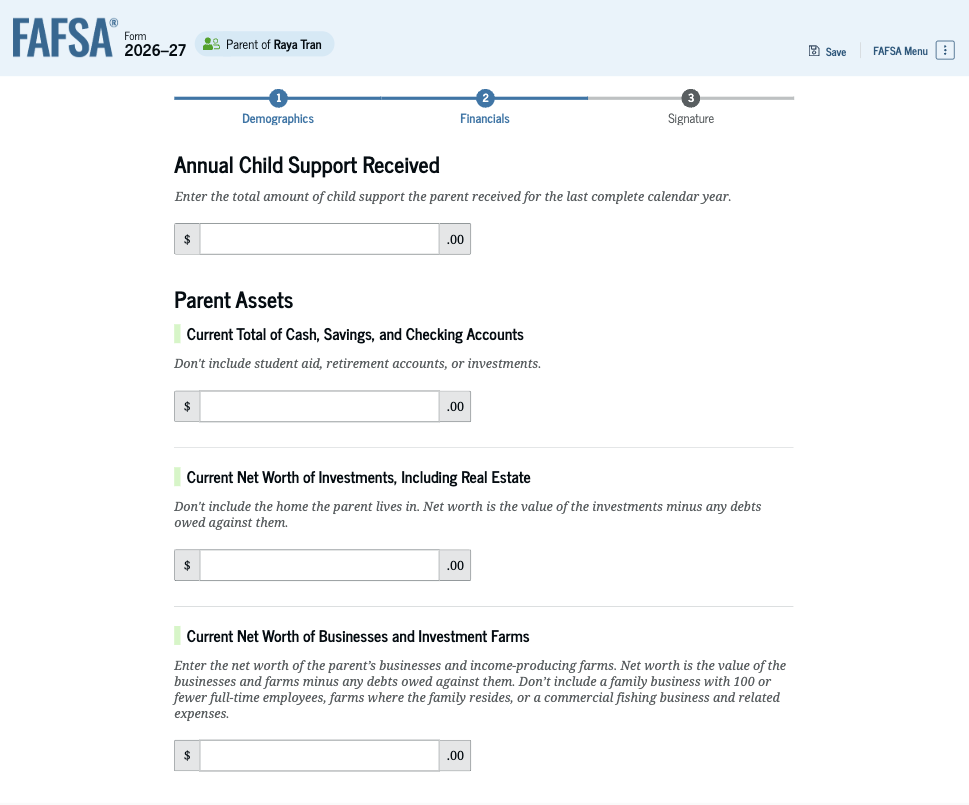 FAFSA®
Form
2026–27
Parent of Raya Tran
Save
FAFSA Menu
1
2
3
Demographics
Financials
Signature
Annual Child Support Received
Enter the total amount of child support the parent received for the last complete calendar year.
$ .00
Parent Assets
Current Total of Cash, Savings, and Checking Accounts
Don't include student aid, retirement accounts, or investments.
$ .00
Current Net Worth of Investments, Including Real Estate
Don't include the home the parent lives in. Net worth is the value of the investments minus any debts
owed against them.
$ .00
Current Net Worth of Businesses and Investment Farms
Enter the net worth of the parent’s businesses and income-producing farms. Net worth is the value of the
businesses and farms minus any debts owed against them. Don’t include a family business with 100 or
fewer full-time employees, farms where the family resides, or a commercial fishing business and related
expenses.
$ .00